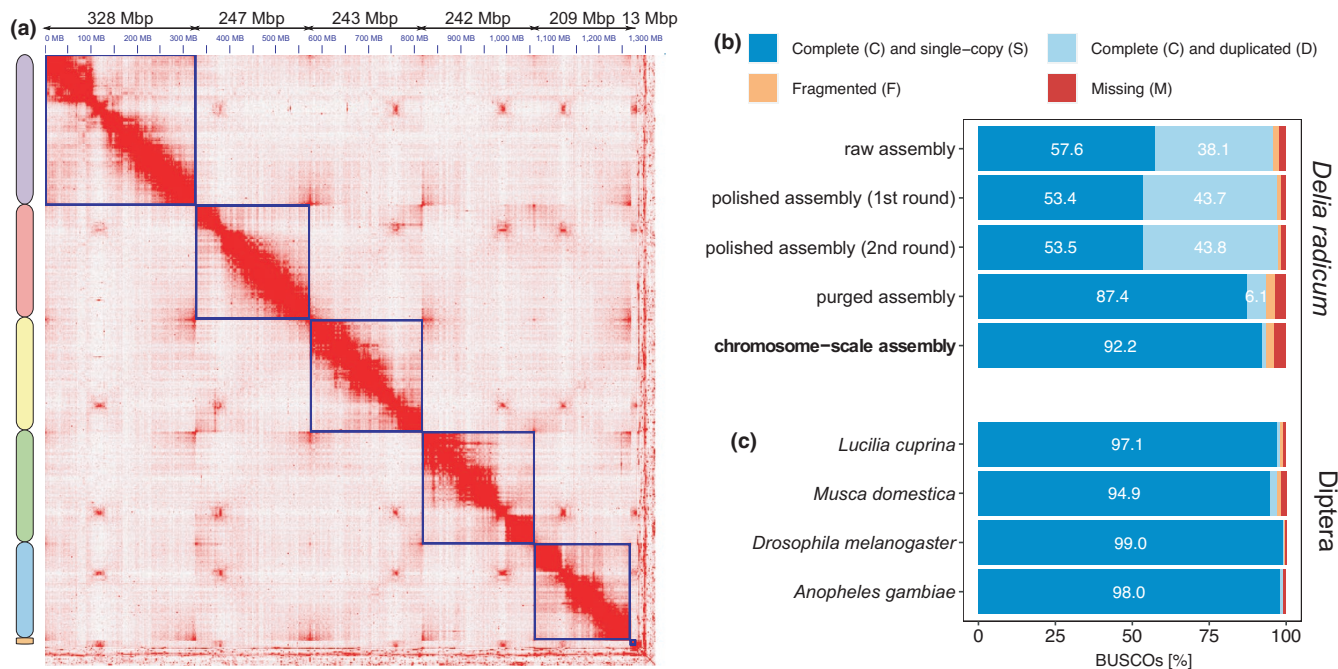 (a)
328 Mbp 247 Mbp 243 Mbp 242 Mbp 209 Mbp 13 Mbp
0 MB 100 MB 200 MB 300 MB 400 MB 500 MB 600 MB 700 MB 800 MB 900 MB 1,000 MB 1,100 MB 1,200 MB 1,300 MB
(b)
Complete (C) and single−copy (S) Complete (C) and duplicated (D)
Fragmented (F) Missing (M)
raw assembly 57.6 38.1
polished assembly (1st round) 53.4 43.7
polished assembly (2nd round) 53.5 43.8
purged assembly 87.4 6.1
chromosome−scale assembly 92.2
Delia radicum
(c)
Lucilia cuprina 97.1
Musca domestica 94.9
Drosophila melanogaster 99.0
Anopheles gambiae 98.0
Diptera
0 25 50 75 100
BUSCOs [%]